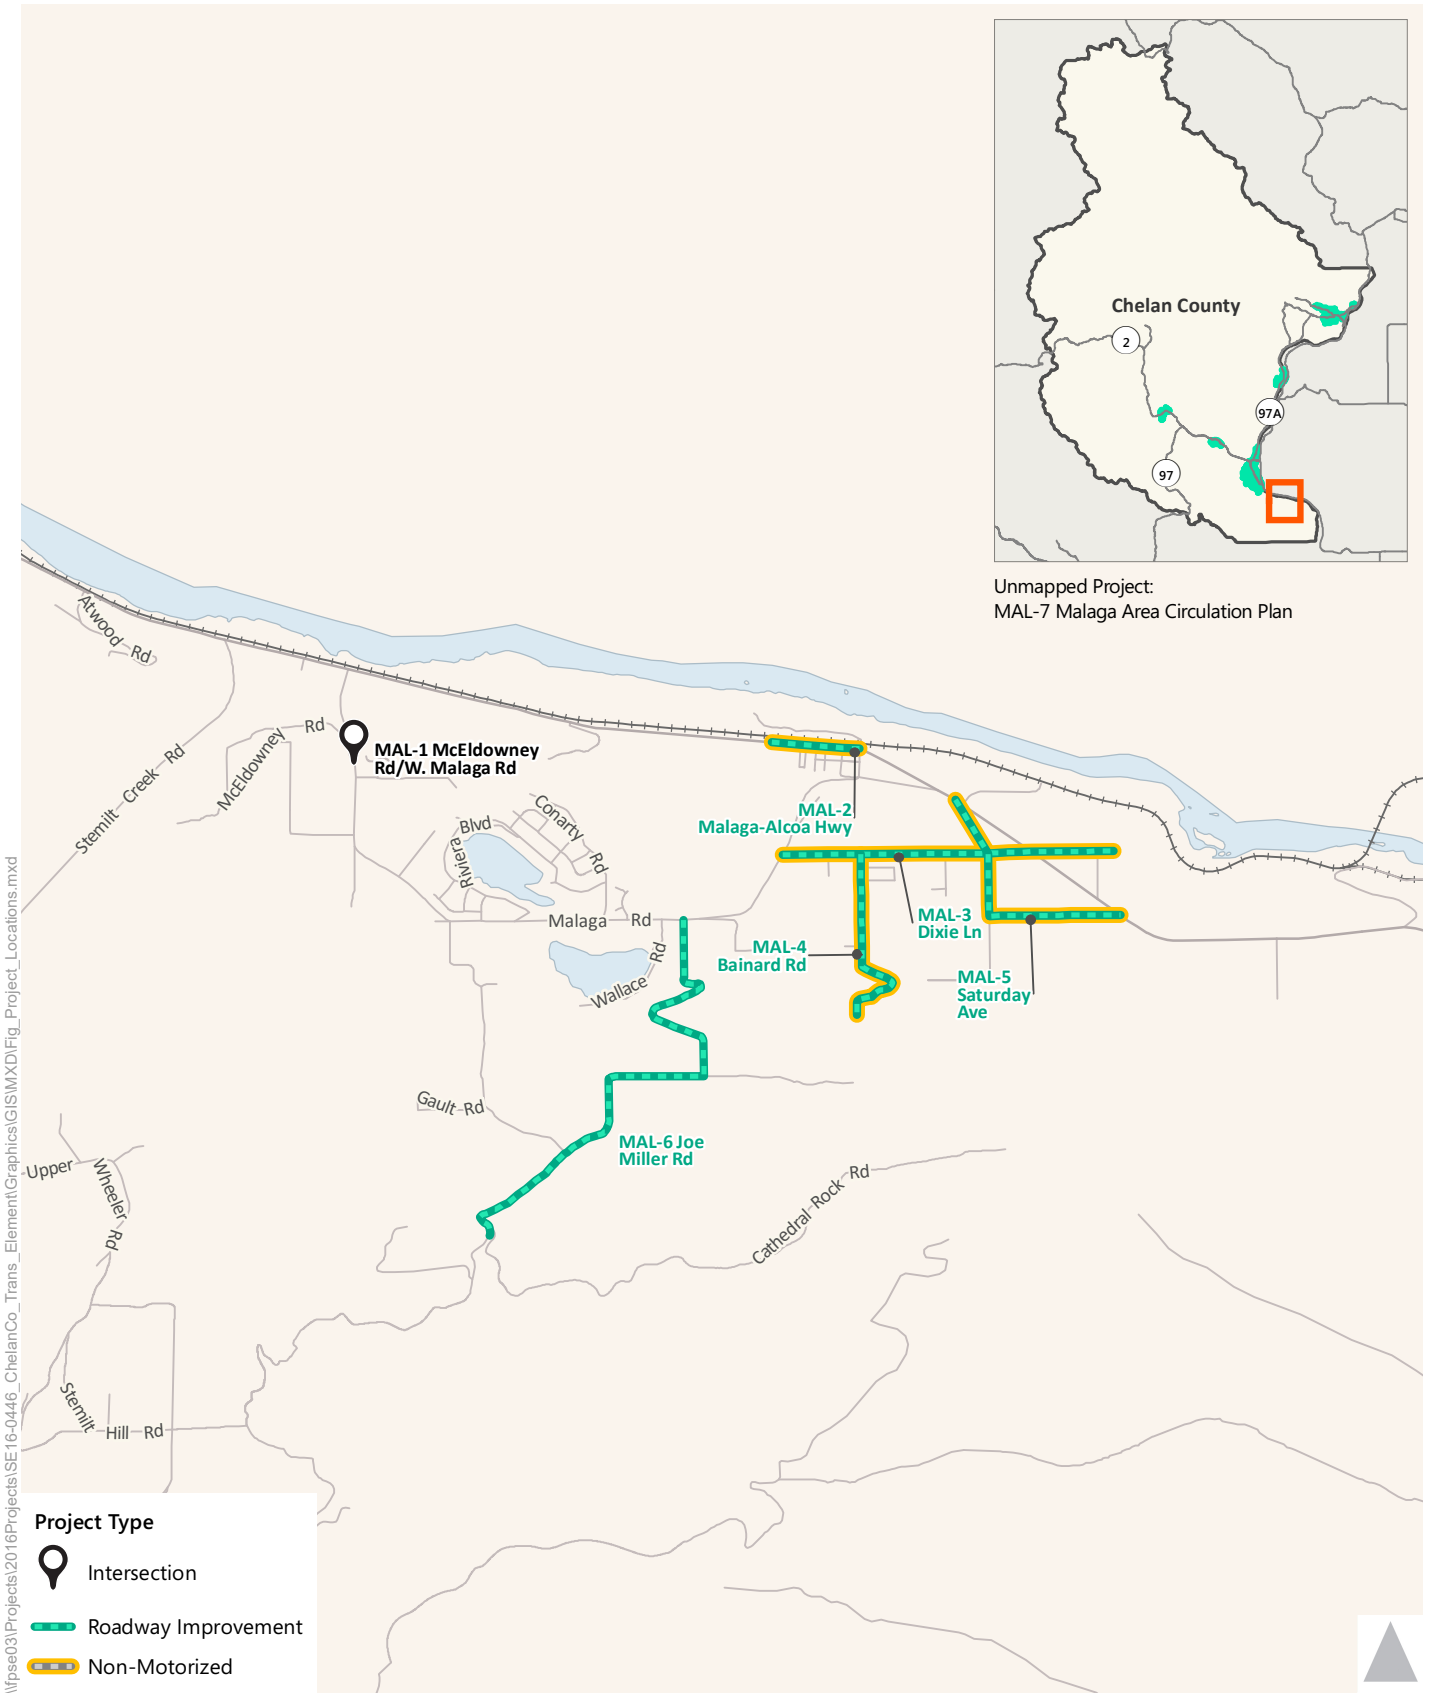 Chelan County
2
97A
97
Unmapped Project:
MAL-7 Malaga Area Circulation Plan
Atwood Rd
Stemilt Creek Rd
McEldowney Rd
MAL-1 McEldowney
Rd/W. Malaga Rd
Riviera Blvd
Conarty Rd
MAL-2
Malaga-Alcoa Hwy
Malaga Rd
MAL-3
Dixie Ln
MAL-4
Bainard Rd
MAL-5
Saturday
Ave
Wallace Rd
Gault Rd
MAL-6 Joe
Miller Rd
Upper Wheeler Rd
Cathedral Rock Rd
Stemilt Hill Rd
Project Type
Intersection
Roadway Improvement
Non-Motorized
\\fpse03\Projects\2016Projects\SE16-0446_ChelanCo_Trans_Element\Graphics\GIS\MXD\Fig_Project_Locations.mxd